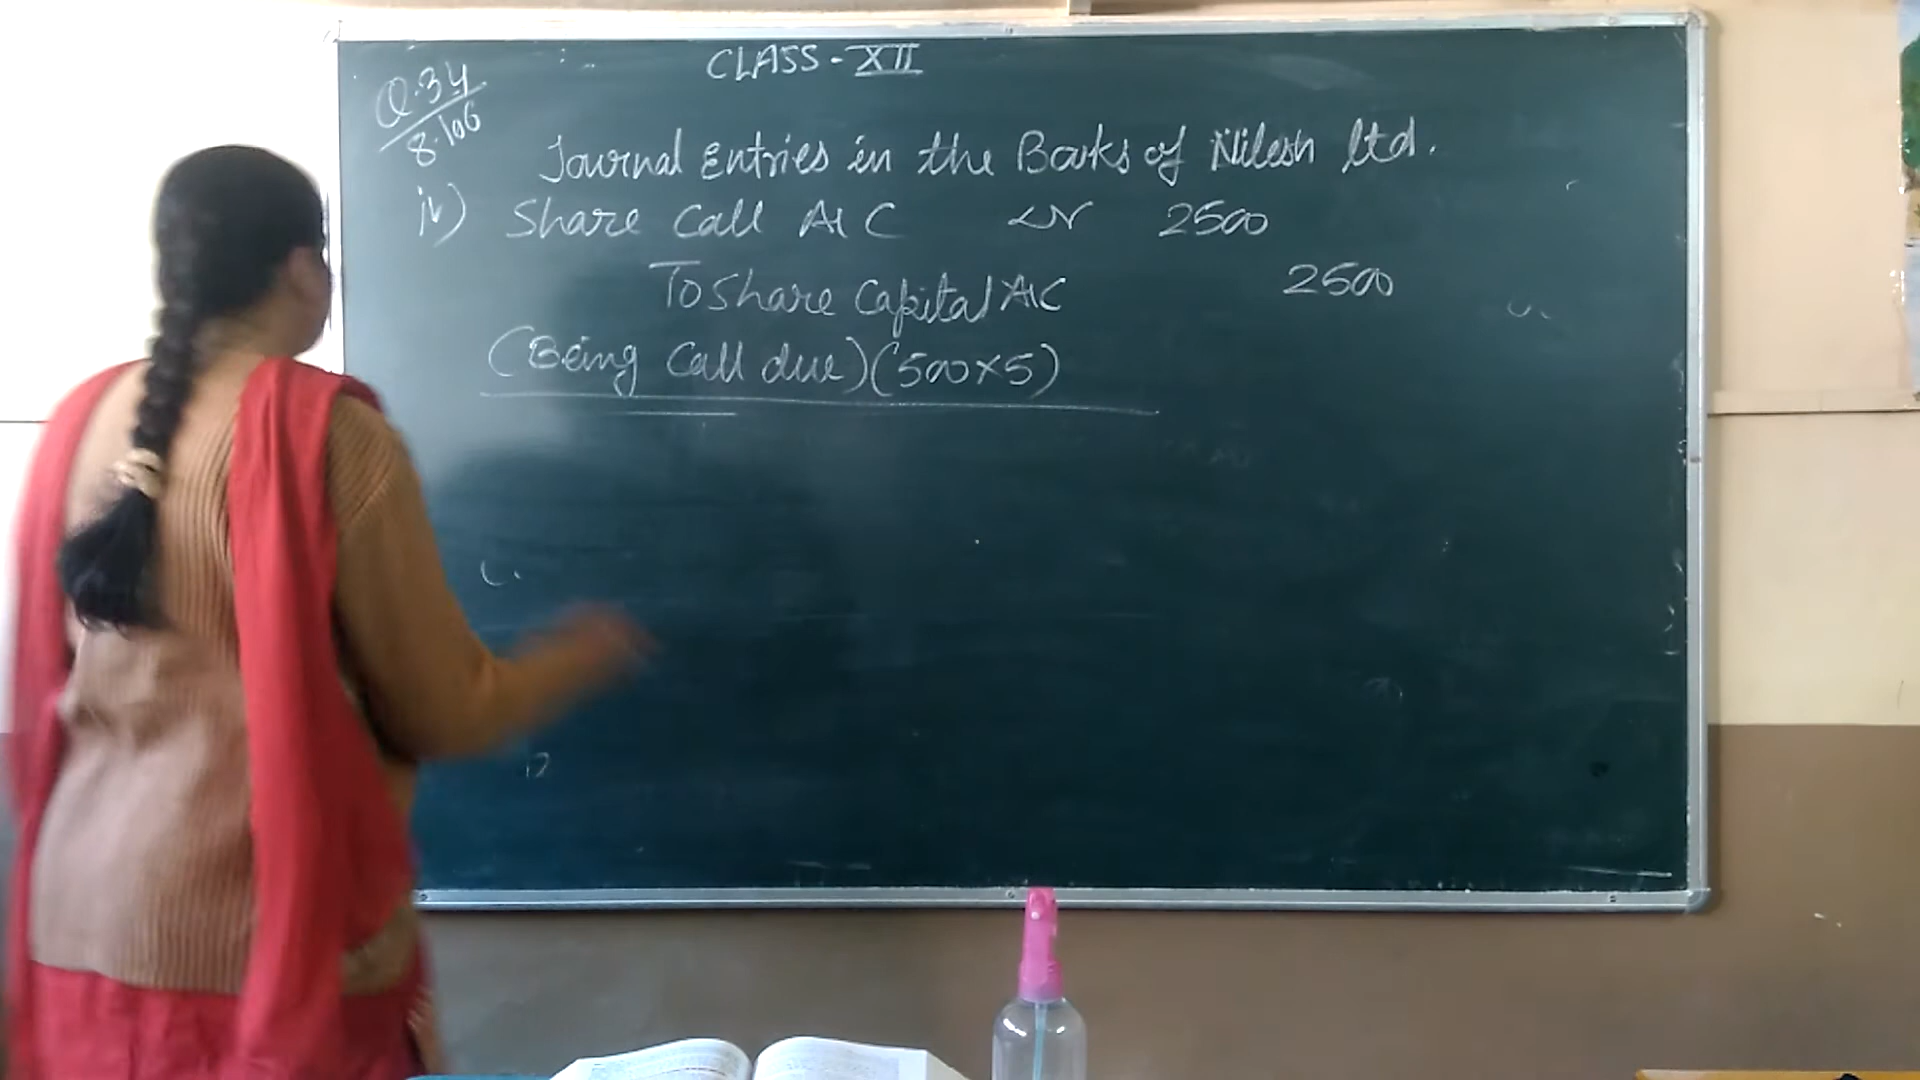 CLASS - XII
Q.34
8.106
Journal Entries in the Books of Nilesh Ltd.
iv) Share Call A/C Dr 2500
To Share Capital A/C 2500
(Being Call due) (500×5)